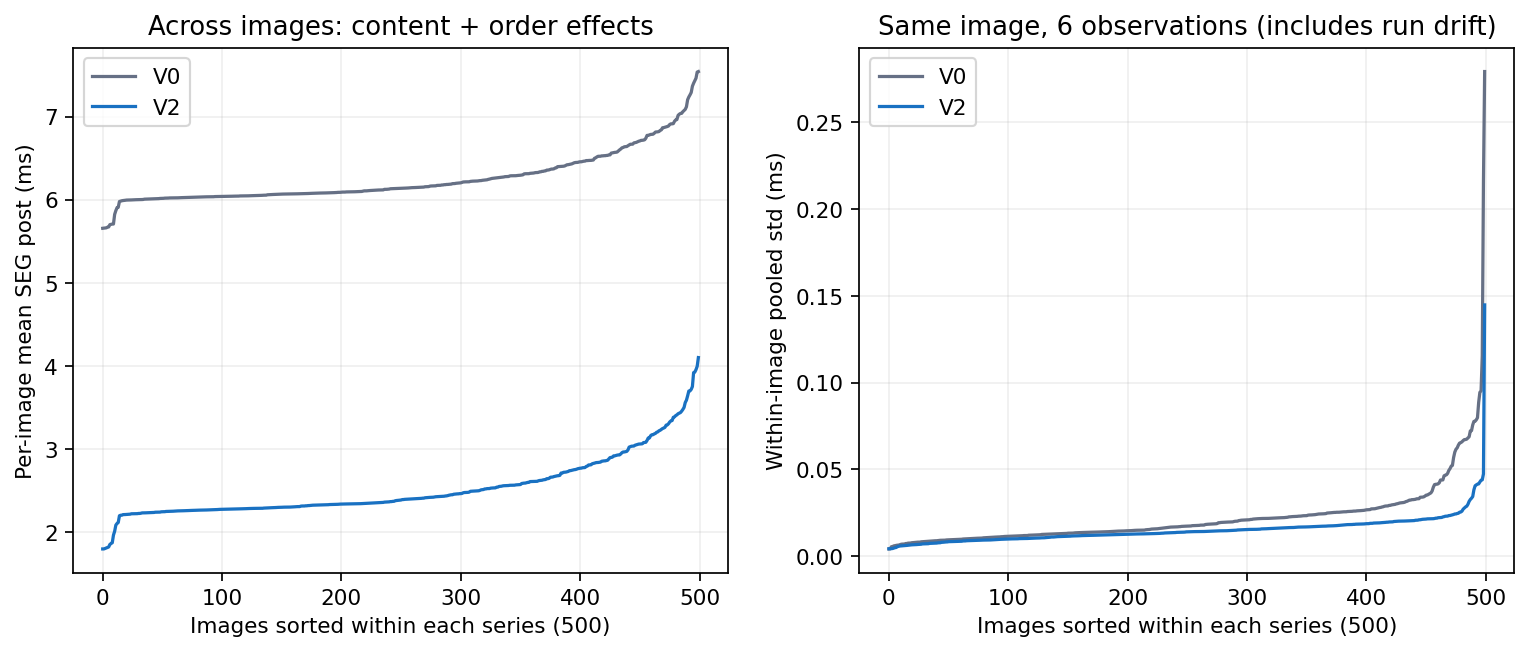 Across images: content + order effects
V0
V2
7
6
5
4
3
2
Per-image mean SEG post (ms)
0 100 200 300 400 500
Images sorted within each series (500)
Same image, 6 observations (includes run drift)
V0
V2
0.25
0.20
0.15
0.10
0.05
0.00
Within-image pooled std (ms)
0 100 200 300 400 500
Images sorted within each series (500)